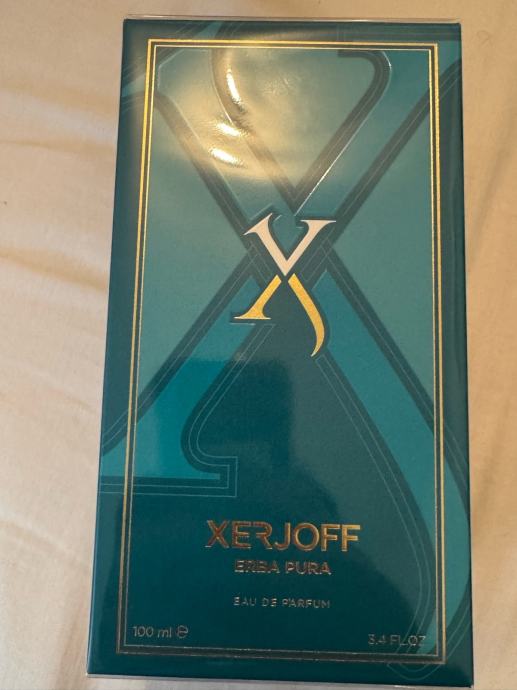 X
XERJOFF
ERBA PURA
EAU DE PARFUM
100 ml ℮ 3.4 FL.OZ